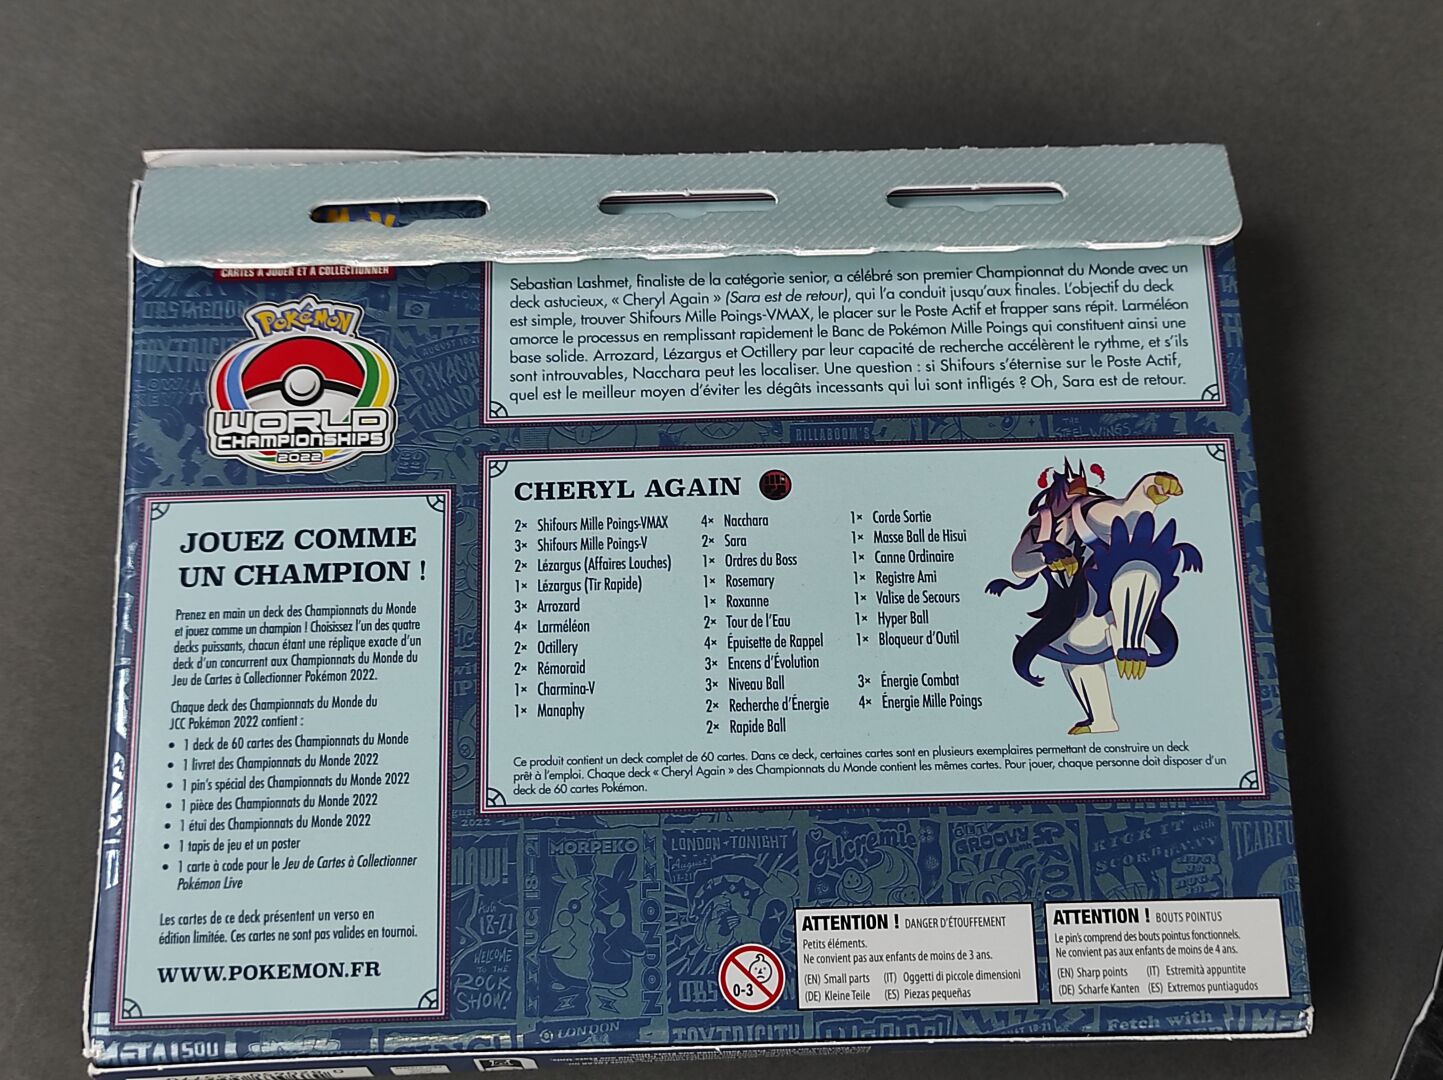 CARTES À JOUER ET À COLLECTIONNER
POKéMON
WORLD
CHAMPIONSHIPS
2022
Sebastian Lashmet, finaliste de la catégorie senior, a célébré son premier Championnat du Monde avec un
deck astucieux, « Cheryl Again » (Sara est de retour), qui l'a conduit jusqu'aux finales. L'objectif du deck
est simple, trouver Shifours Mille Poings-VMAX, le placer sur le Poste Actif et frapper sans répit. Larméléon
amorce le processus en remplissant rapidement le Banc de Pokémon Mille Poings qui constituent ainsi une
base solide. Arrozard, Lézargus et Octillery par leur capacité de recherche accélèrent le rythme, et s'ils
sont introuvables, Nacchara peut les localiser. Une question : si Shifours s'éternise sur le Poste Actif,
quel est le meilleur moyen d'éviter les dégâts incessants qui lui sont infligés ? Oh, Sara est de retour.
CHERYL AGAIN
2× Shifours Mille Poings-VMAX
3× Shifours Mille Poings-V
2× Lézargus (Affaires Louches)
1× Lézargus (Tir Rapide)
3× Arrozard
4× Larméléon
2× Octillery
2× Rémoraid
1× Charmina-V
1× Manaphy
4× Nacchara
2× Sara
1× Ordres du Boss
1× Rosemary
1× Roxanne
2× Tour de l'Eau
4× Épuisette de Rappel
3× Encens d'Évolution
3× Niveau Ball
2× Recherche d'Énergie
2× Rapide Ball
1× Corde Sortie
1× Masse Ball de Hisui
1× Canne Ordinaire
1× Registre Ami
1× Valise de Secours
1× Hyper Ball
1× Bloqueur d'Outil
3× Énergie Combat
4× Énergie Mille Poings
Ce produit contient un deck complet de 60 cartes. Dans ce deck, certaines cartes sont en plusieurs exemplaires permettant de construire un deck
prêt à l'emploi. Chaque deck « Cheryl Again » des Championnats du Monde contient les mêmes cartes. Pour jouer, chaque personne doit disposer d'un
deck de 60 cartes Pokémon.
JOUEZ COMME
UN CHAMPION !
Prenez en main un deck des Championnats du Monde
et jouez comme un champion ! Choisissez l'un des quatre
decks puissants, chacun étant une réplique exacte d'un
deck d'un concurrent aux Championnats du Monde du
Jeu de Cartes à Collectionner Pokémon 2022.
Chaque deck des Championnats du Monde du
JCC Pokémon 2022 contient :
• 1 deck de 60 cartes des Championnats du Monde
• 1 livret des Championnats du Monde 2022
• 1 pin's spécial des Championnats du Monde 2022
• 1 pièce des Championnats du Monde 2022
• 1 étui des Championnats du Monde 2022
• 1 tapis de jeu et un poster
• 1 carte à code pour le Jeu de Cartes à Collectionner
Pokémon Live
Les cartes de ce deck présentent un verso en
édition limitée. Ces cartes ne sont pas valides en tournoi.
WWW.POKEMON.FR
0-3
ATTENTION ! DANGER D'ÉTOUFFEMENT
Petits éléments.
Ne convient pas aux enfants de moins de 3 ans.
(EN) Small parts (IT) Oggetti di piccole dimensioni
(DE) Kleine Teile (ES) Piezas pequeñas
ATTENTION ! BOUTS POINTUS
Le pin's comprend des bouts pointus fonctionnels.
Ne convient pas aux enfants de moins de 4 ans.
(EN) Sharp points (IT) Estremità appuntite
(DE) Scharfe Kanten (ES) Extremos puntiagudos
RILLABOOM'S
MORPEKO
LONDON • TONIGHT
Alcremie
WELCOME
TO THE
ROCK
SHOW!
LONDON
TOXTRICITY
Fetch with